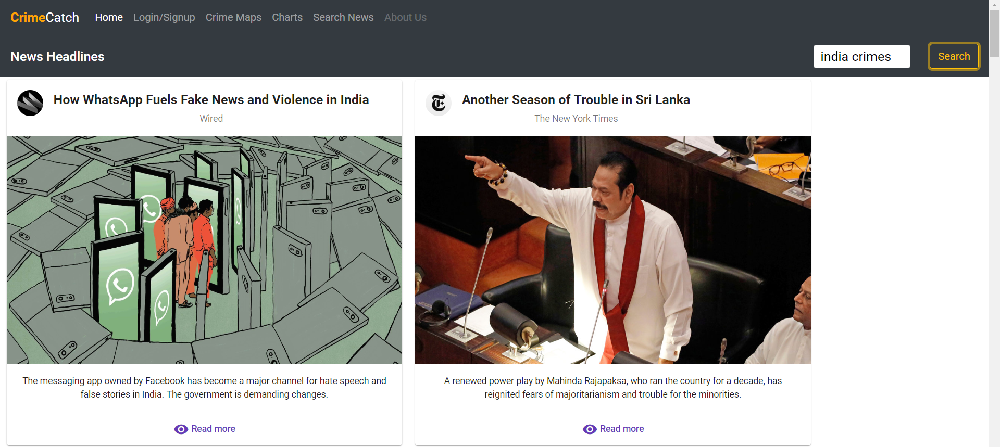 CrimeCatch Home Login/Signup Crime Maps Charts Search News About Us
News Headlines india crimes Search
How WhatsApp Fuels Fake News and Violence in India
Wired
The messaging app owned by Facebook has become a major channel for hate speech and
false stories in India. The government is demanding changes.
Read more
T
Another Season of Trouble in Sri Lanka
The New York Times
A renewed power play by Mahinda Rajapaksa, who ran the country for a decade, has
reignited fears of majoritarianism and trouble for the minorities.
Read more